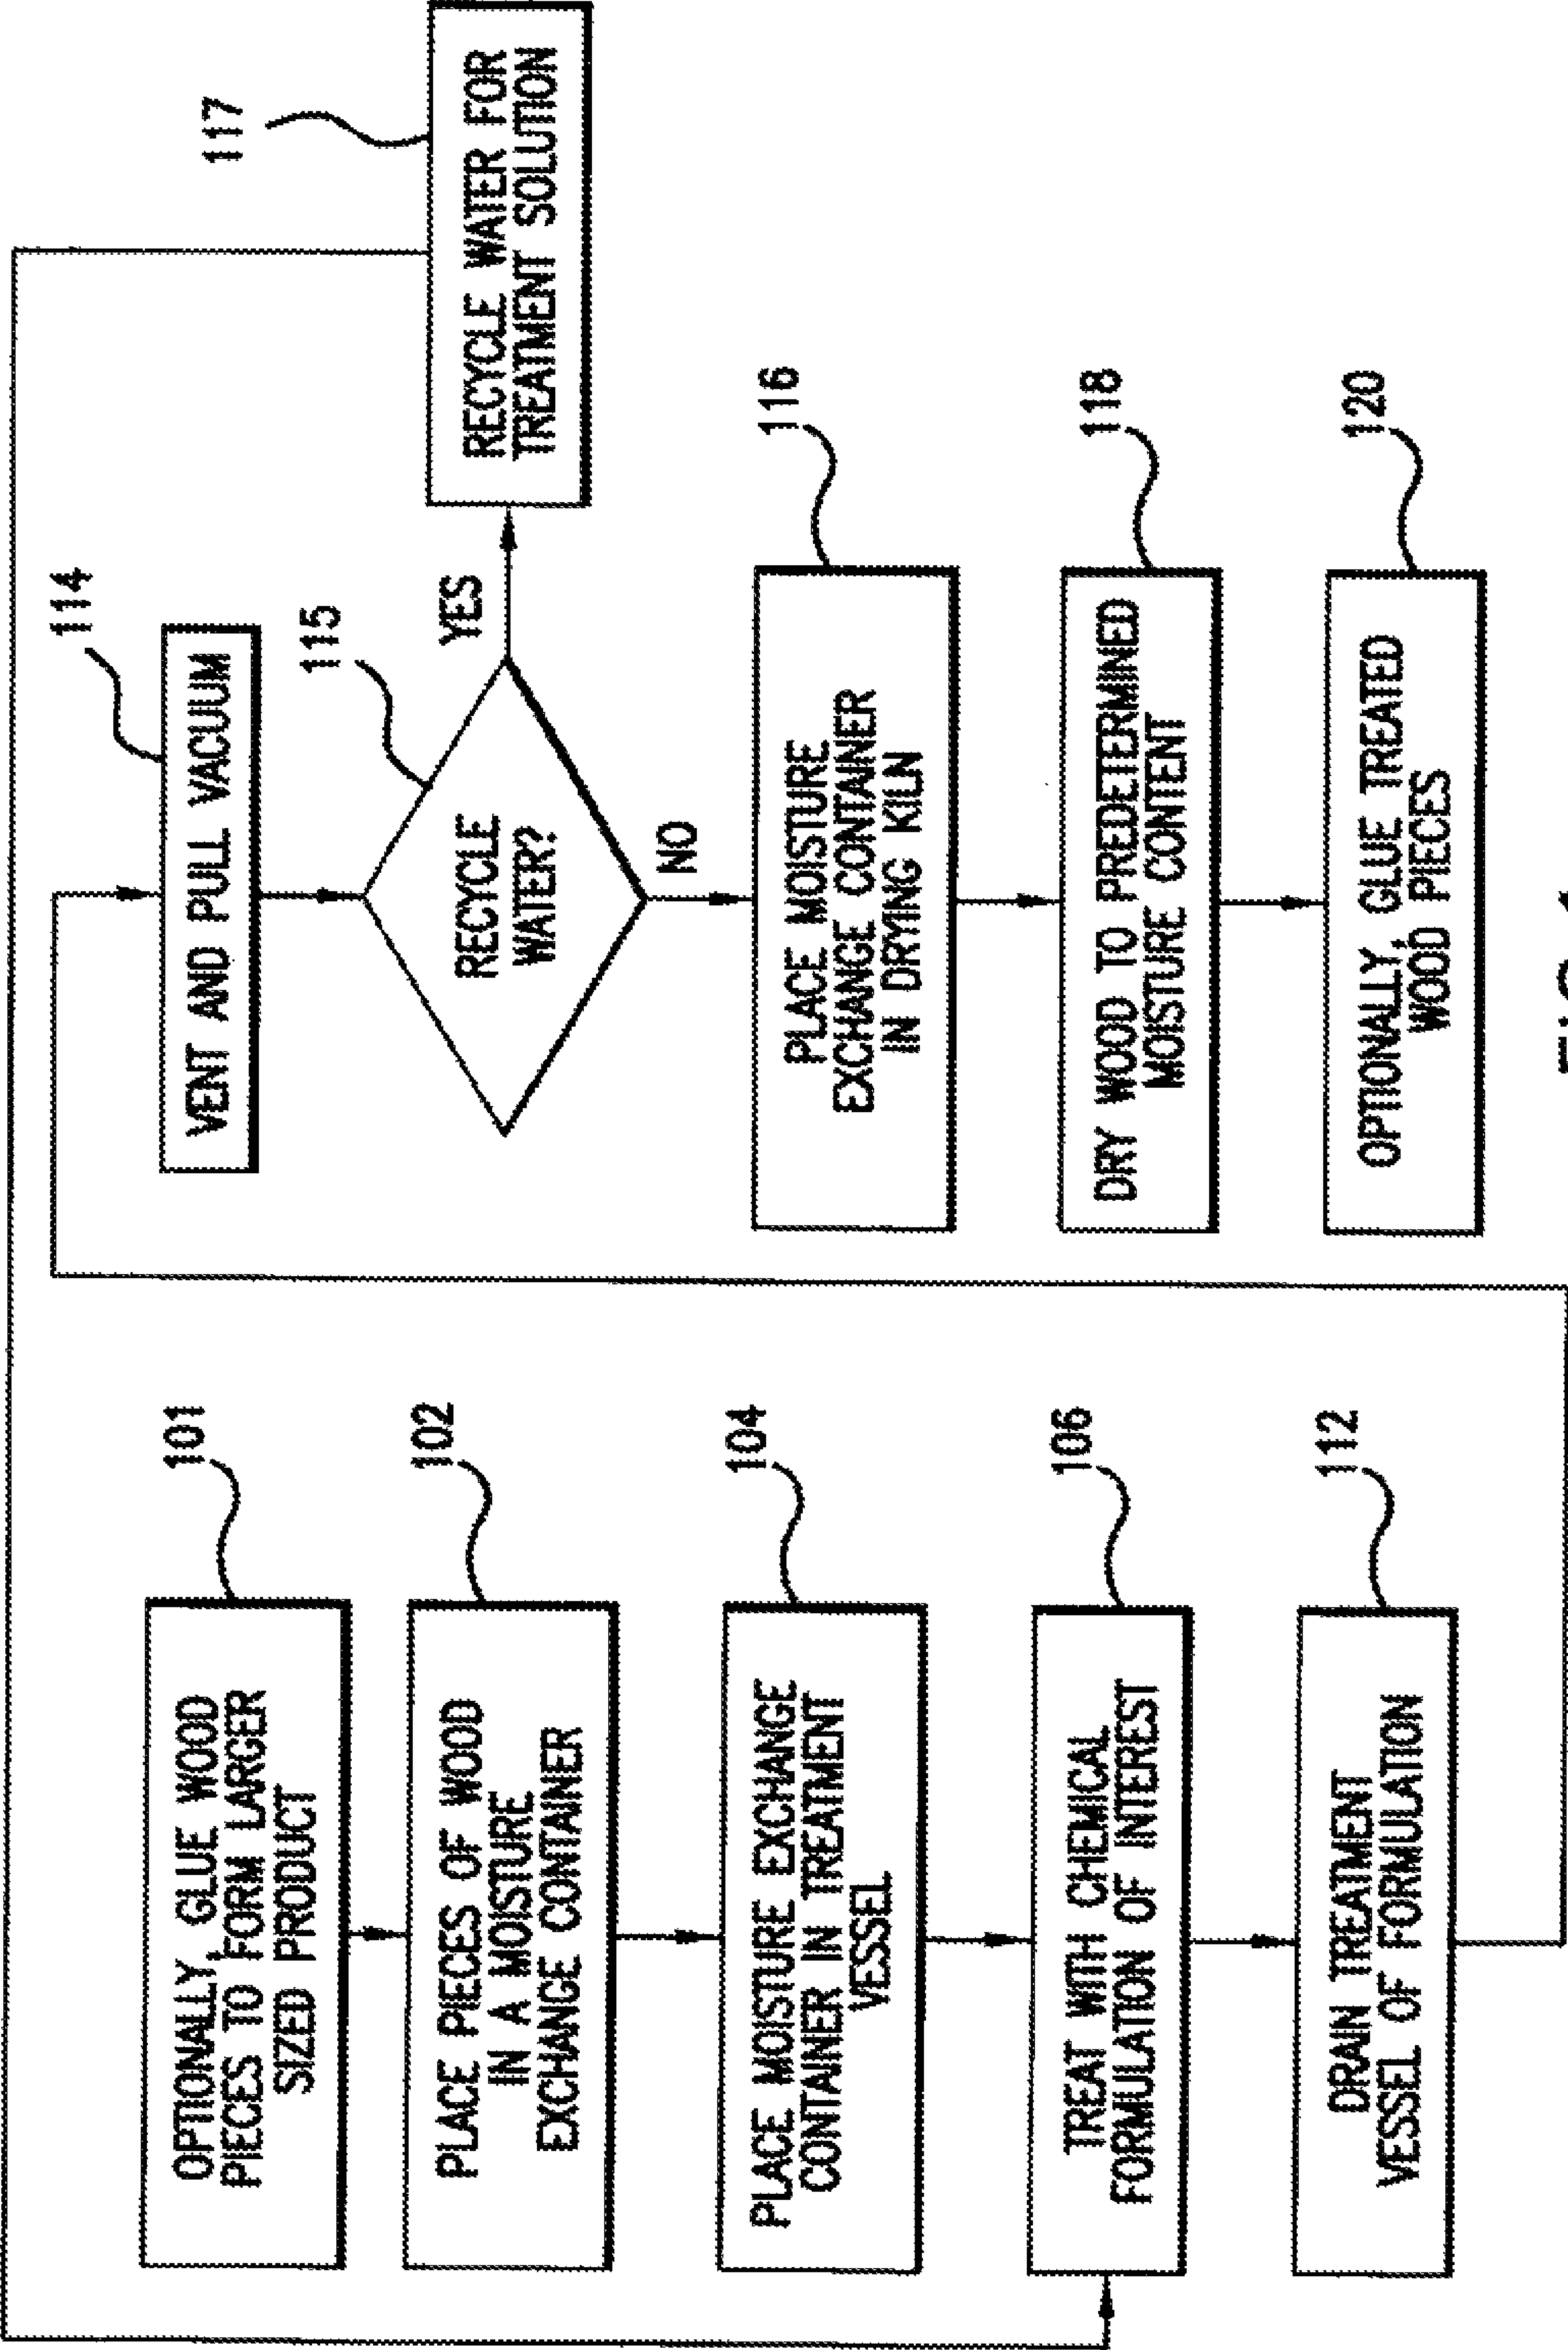 101
OPTIONALLY, GLUE WOOD
PIECES TO FORM LARGER
SIZED PRODUCT
102
PLACE PIECES OF WOOD
IN A MOISTURE
EXCHANGE CONTAINER
104
PLACE MOISTURE EXCHANGE
CONTAINER IN TREATMENT
VESSEL
106
TREAT WITH CHEMICAL
FORMULATION OF INTEREST
112
DRAIN TREATMENT
VESSEL OF FORMULATION
114
VENT AND PULL VACUUM
115
RECYCLE
WATER?
YES
117
RECYCLE WATER FOR
TREATMENT SOLUTION
NO
116
PLACE MOISTURE
EXCHANGE CONTAINER
IN DRYING KILN
118
DRY WOOD TO PREDETERMINED
MOISTURE CONTENT
120
OPTIONALLY, GLUE TREATED
WOOD PIECES